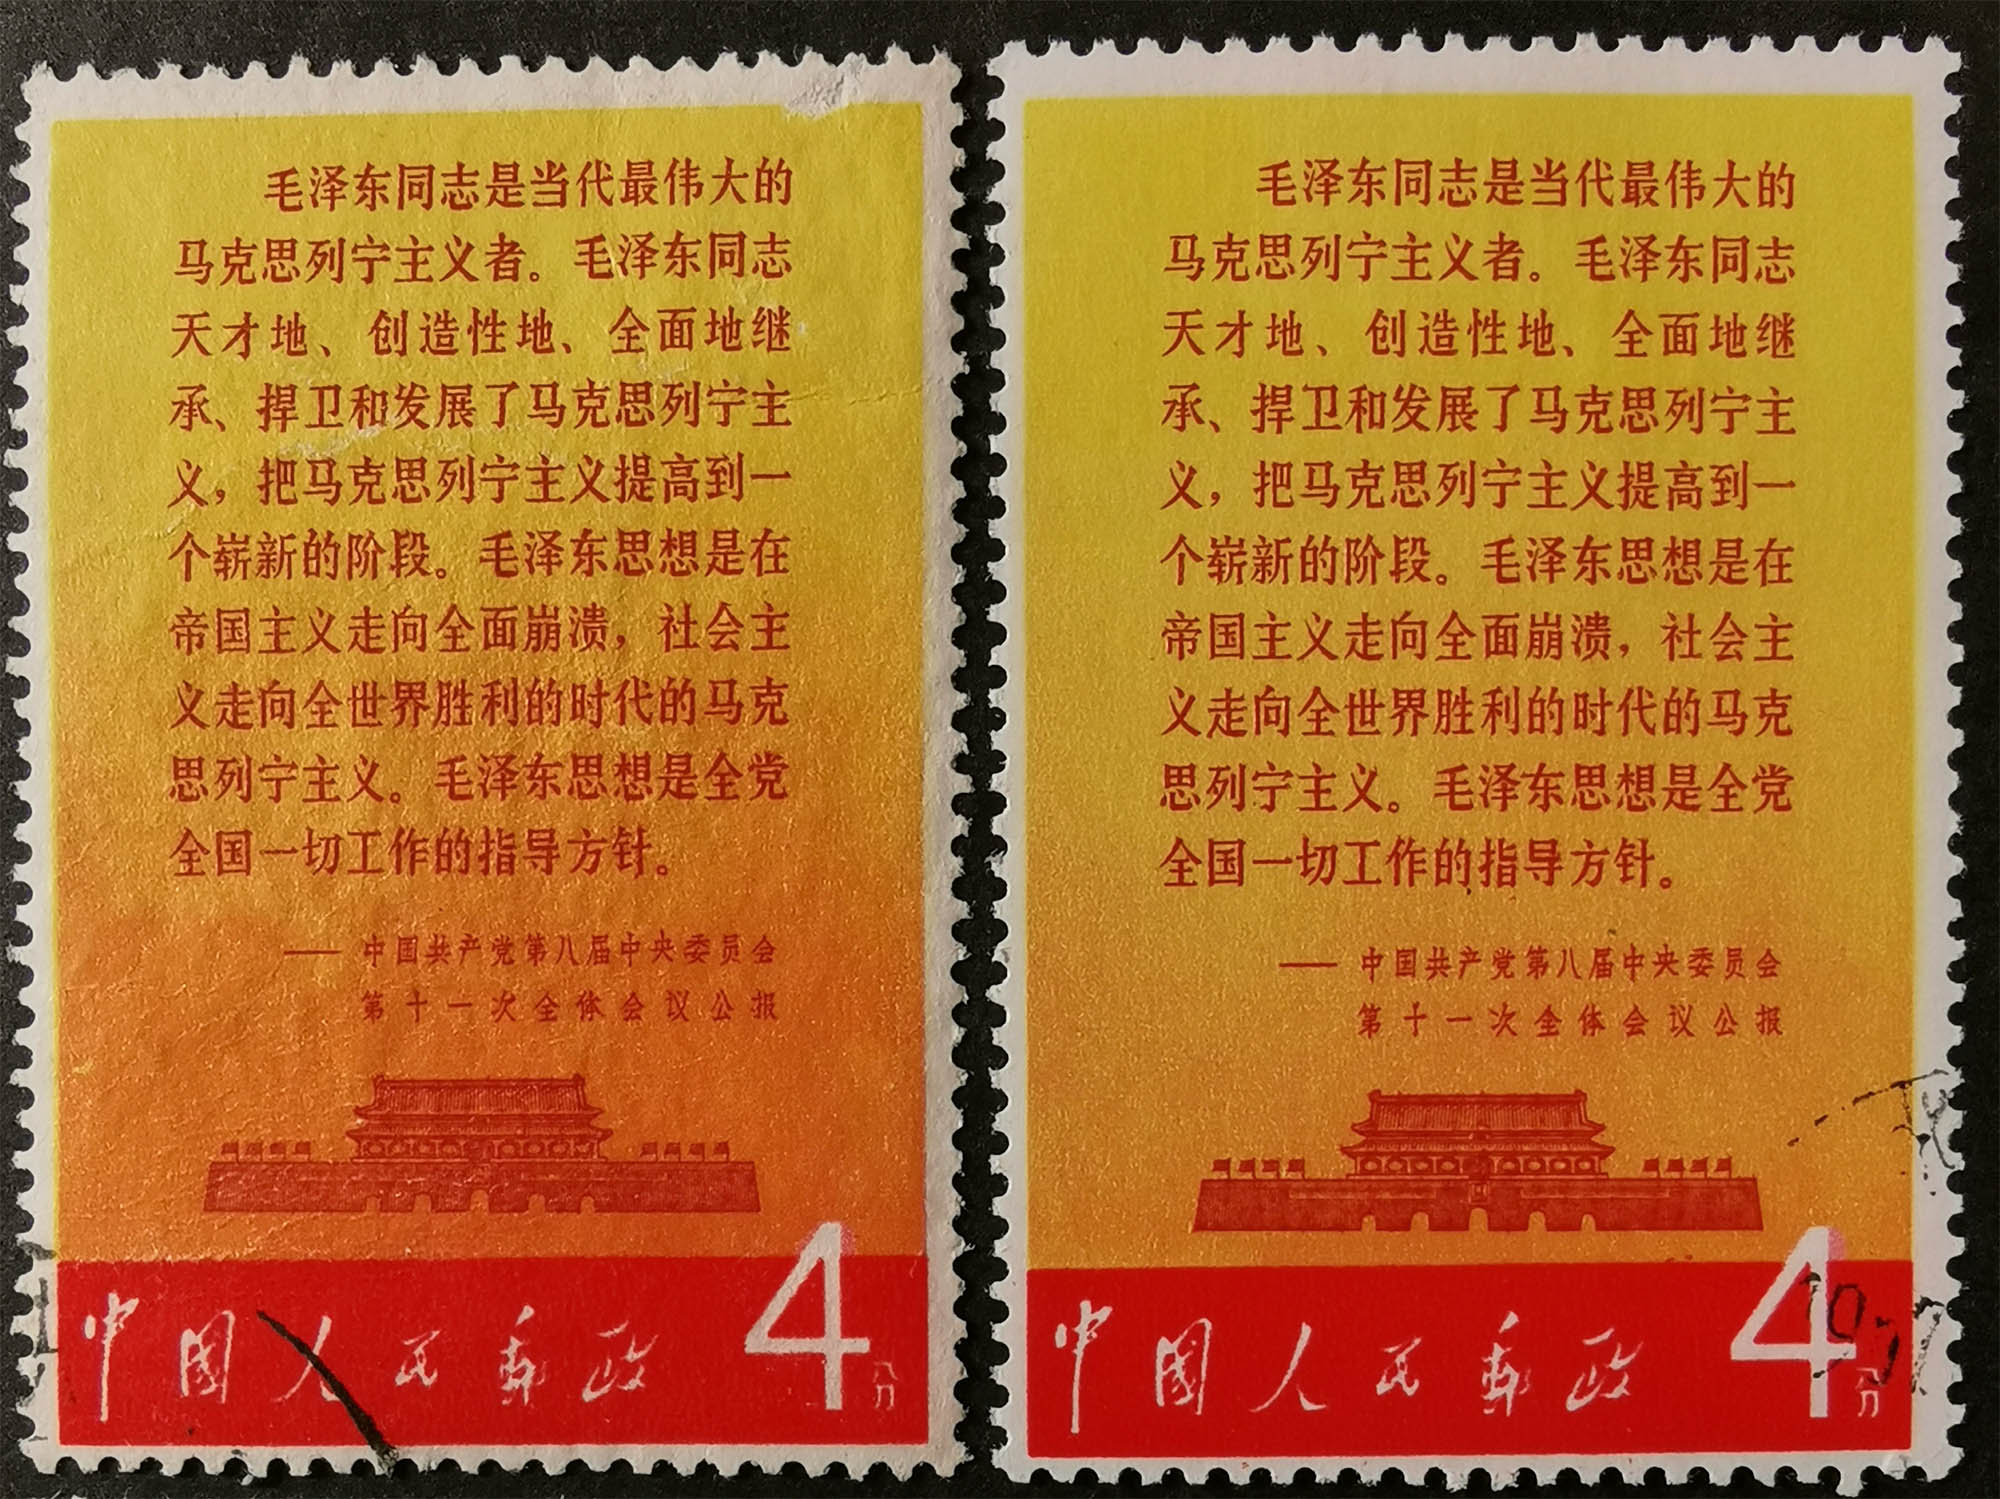 毛泽东同志是当代最伟大的
马克思列宁主义者。毛泽东同志
天才地、创造性地、全面地继
承、捍卫和发展了马克思列宁主
义，把马克思列宁主义提高到一
个崭新的阶段。毛泽东思想是在
帝国主义走向全面崩溃，社会主
义走向全世界胜利的时代的马克
思列宁主义。毛泽东思想是全党
全国一切工作的指导方针。
—— 中国共产党第八届中央委员会
第十一次全体会议公报
中国人民邮政 4分
毛泽东同志是当代最伟大的
马克思列宁主义者。毛泽东同志
天才地、创造性地、全面地继
承、捍卫和发展了马克思列宁主
义，把马克思列宁主义提高到一
个崭新的阶段。毛泽东思想是在
帝国主义走向全面崩溃，社会主
义走向全世界胜利的时代的马克
思列宁主义。毛泽东思想是全党
全国一切工作的指导方针。
—— 中国共产党第八届中央委员会
第十一次全体会议公报
中国人民邮政 4分